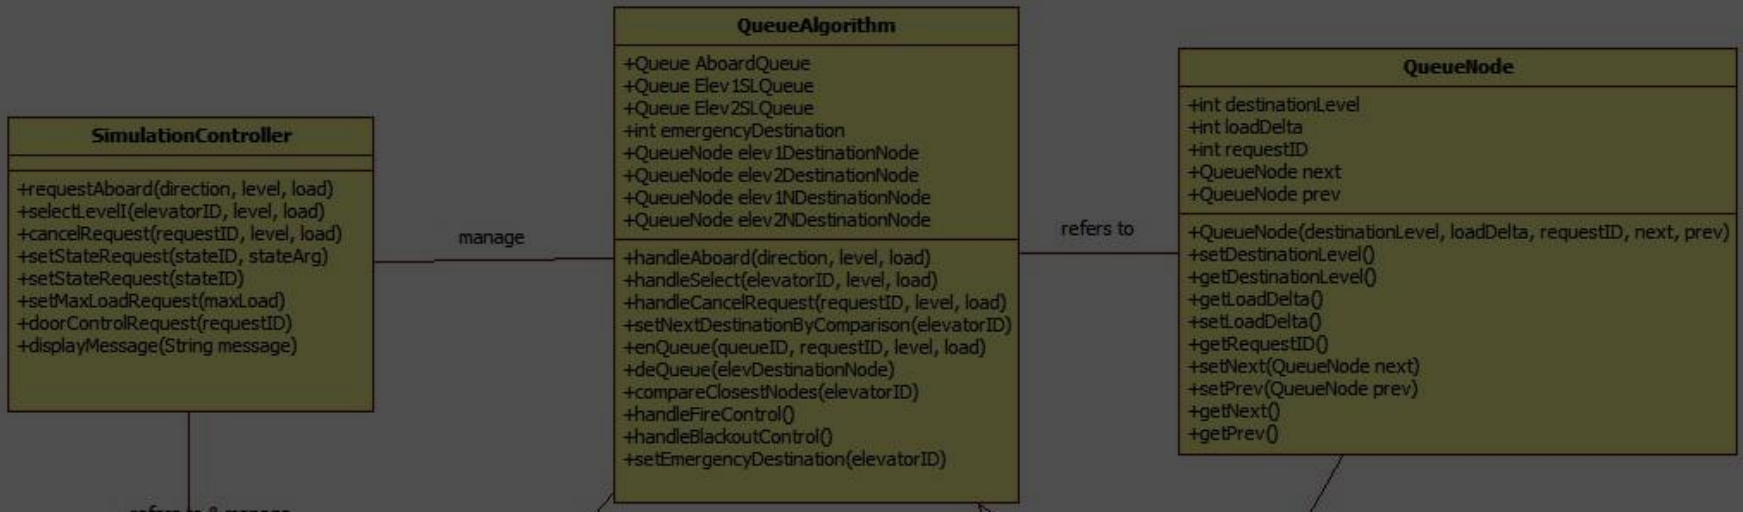 SimulationController
+requestAboard(direction, level, load)
+selectLevelI(elevatorID, level, load)
+cancelRequest(requestID, level, load)
+setStateRequest(stateID, stateArg)
+setStateRequest(stateID)
+setMaxLoadRequest(maxLoad)
+doorControlRequest(requestID)
+displayMessage(String message)
manage
QueueAlgorithm
+Queue AboardQueue
+Queue Elev1SLQueue
+Queue Elev2SLQueue
+int emergencyDestination
+QueueNode elev1DestinationNode
+QueueNode elev2DestinationNode
+QueueNode elev1NDestinationNode
+QueueNode elev2NDestinationNode
+handleAboard(direction, level, load)
+handleSelect(elevatorID, level, load)
+handleCancelRequest(requestID, level, load)
+setNextDestinationByComparison(elevatorID)
+enQueue(queueID, requestID, level, load)
+deQueue(elevDestinationNode)
+compareClosestNodes(elevatorID)
+handleFireControl()
+handleBlackoutControl()
+setEmergencyDestination(elevatorID)
refers to
QueueNode
+int destinationLevel
+int loadDelta
+int requestID
+QueueNode next
+QueueNode prev
+QueueNode(destinationLevel, loadDelta, requestID, next, prev)
+setDestinationLevel()
+getDestinationLevel()
+getLoadDelta()
+setLoadDelta()
+getRequestID()
+setNext(QueueNode next)
+setPrev(QueueNode prev)
+getNext()
+getPrev()